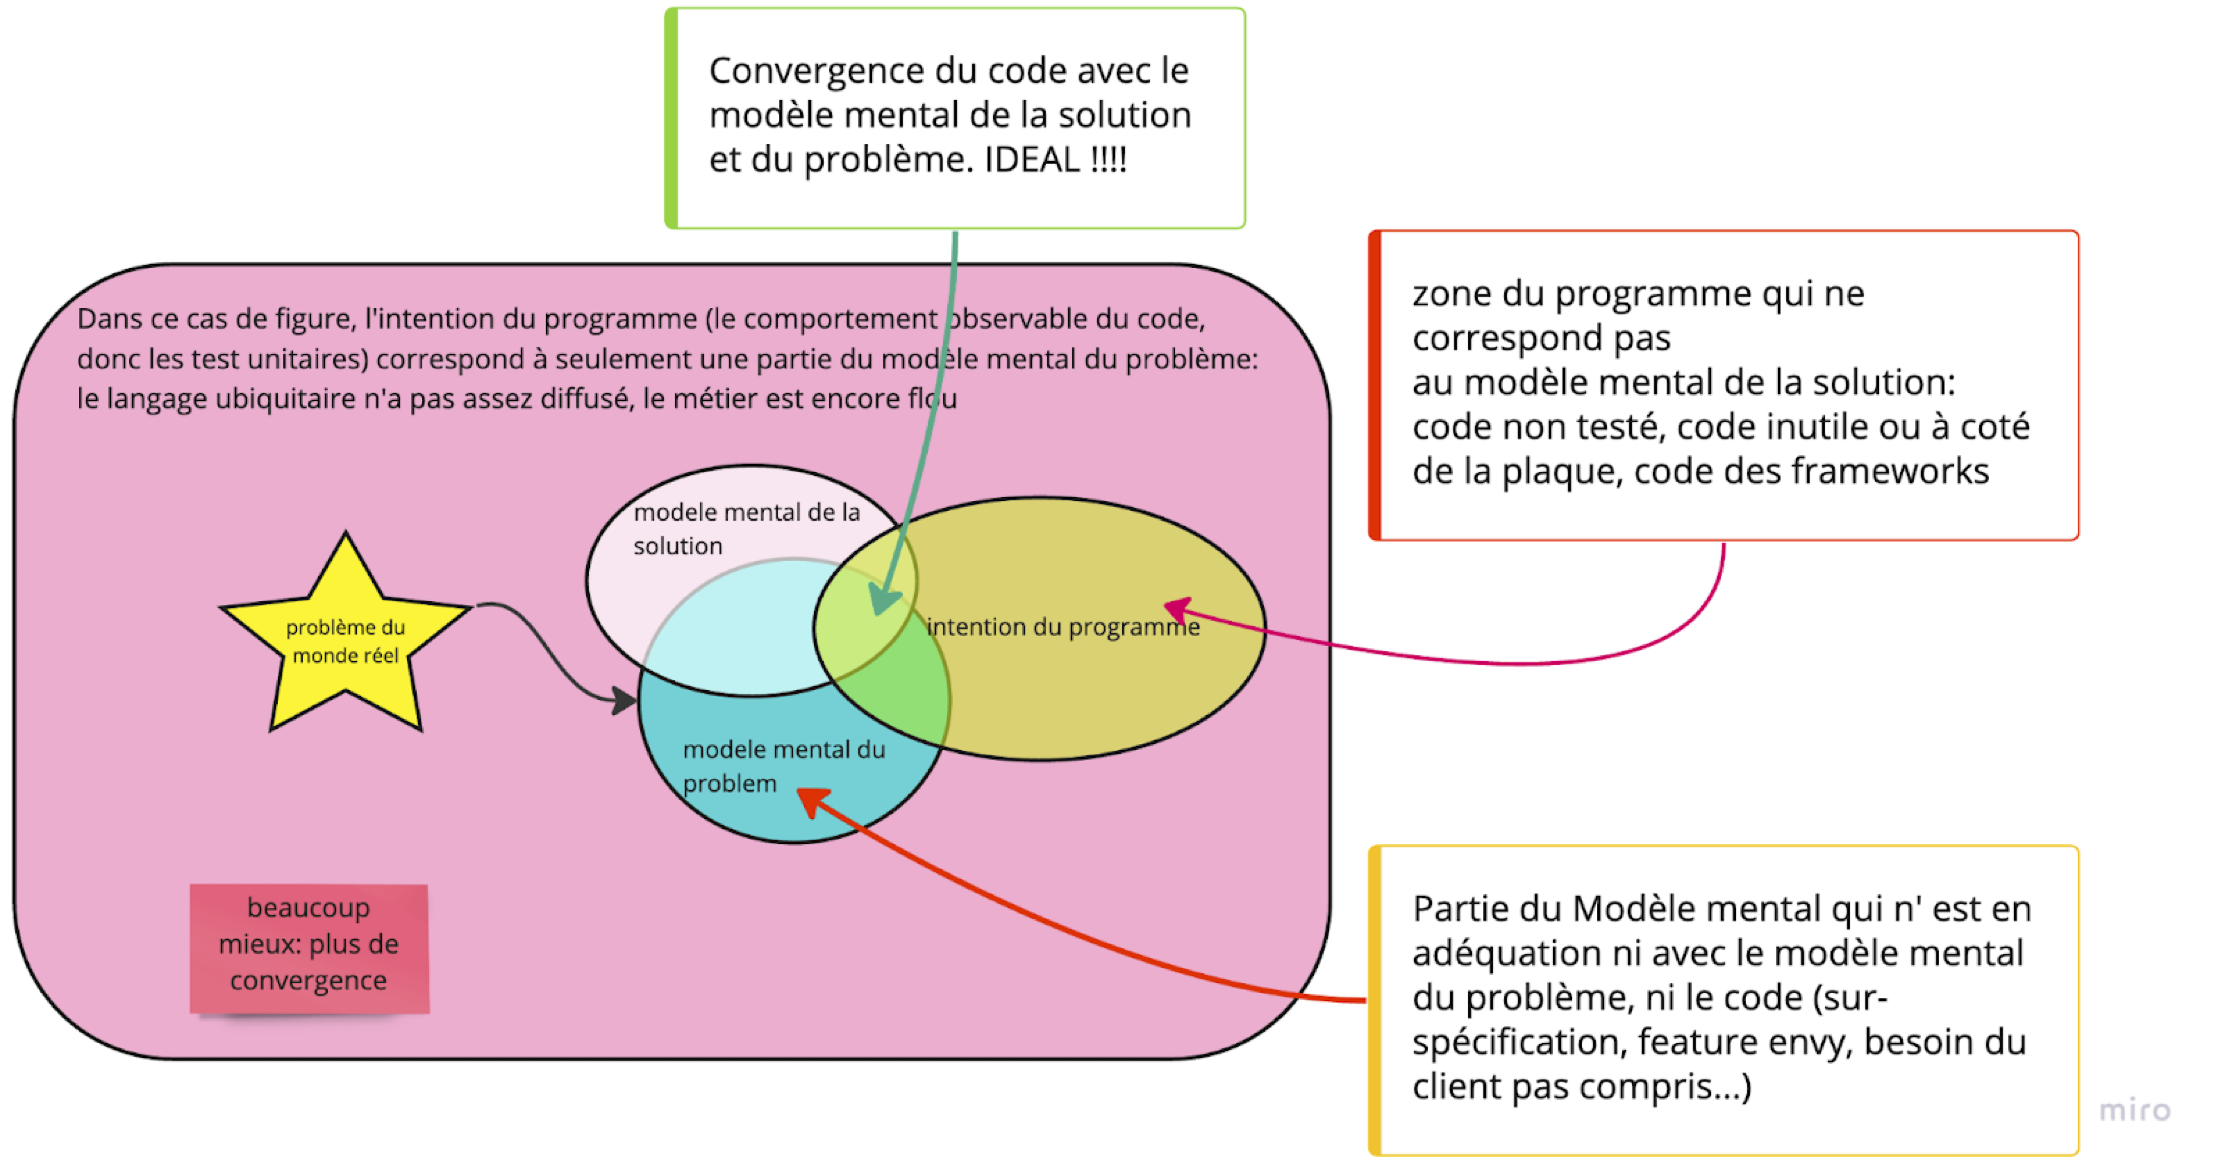 Convergence du code avec le
modèle mental de la solution
et du problème. IDEAL !!!!
zone du programme qui ne
correspond pas
au modèle mental de la solution:
code non testé, code inutile ou à coté
de la plaque, code des frameworks
Dans ce cas de figure, l'intention du programme (le comportement observable du code,
donc les test unitaires) correspond à seulement une partie du modèle mental du problème:
le langage ubiquitaire n'a pas assez diffusé, le métier est encore flou
modele mental de la
solution
problème du
monde réel
intention du programme
modele mental du
problem
beaucoup
mieux: plus de
convergence
Partie du Modèle mental qui n' est en
adéquation ni avec le modèle mental
du problème, ni le code (sur-
spécification, feature envy, besoin du
client pas compris...)
miro